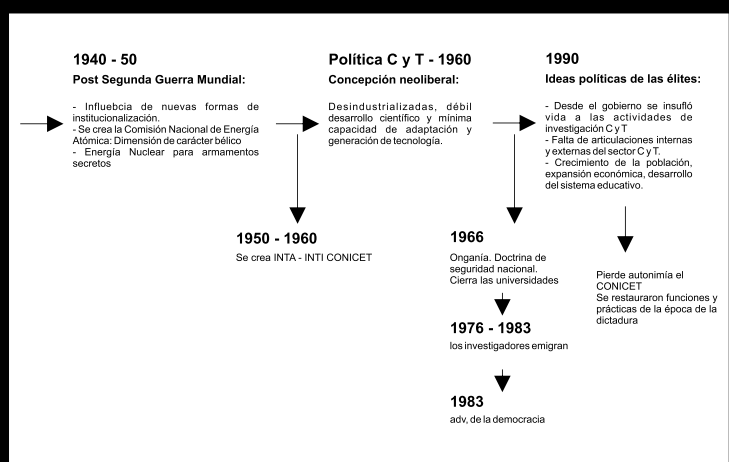 1940 - 50
Post Segunda Guerra Mundial:
- Influebcia de nuevas formas de
institucionalización.
- Se crea la Comisión Nacional de Energía
Atómica: Dimensión de carácter bélico
- Energía Nuclear para armamentos
secretos
Política C y T - 1960
Concepción neoliberal:
Desindustrializadas, débil
desarrollo científico y mínima
capacidad de adaptación y
generación de tecnología.
1990
Ideas políticas de las élites:
- Desde el gobierno se insufló
vida a las actividades de
investigación C y T
- Falta de articulaciones internas
y externas del sector C y T.
- Crecimiento de la población,
expansión económica, desarrollo
del sistema educativo.
1950 - 1960
Se crea INTA - INTI CONICET
1966
Onganía. Doctrina de
seguridad nacional.
Cierra las universidades
1976 - 1983
los investigadores emigran
1983
adv, de la democracia
Pierde autonimía el
CONICET
Se restauraron funciones y
prácticas de la época de la
dictadura